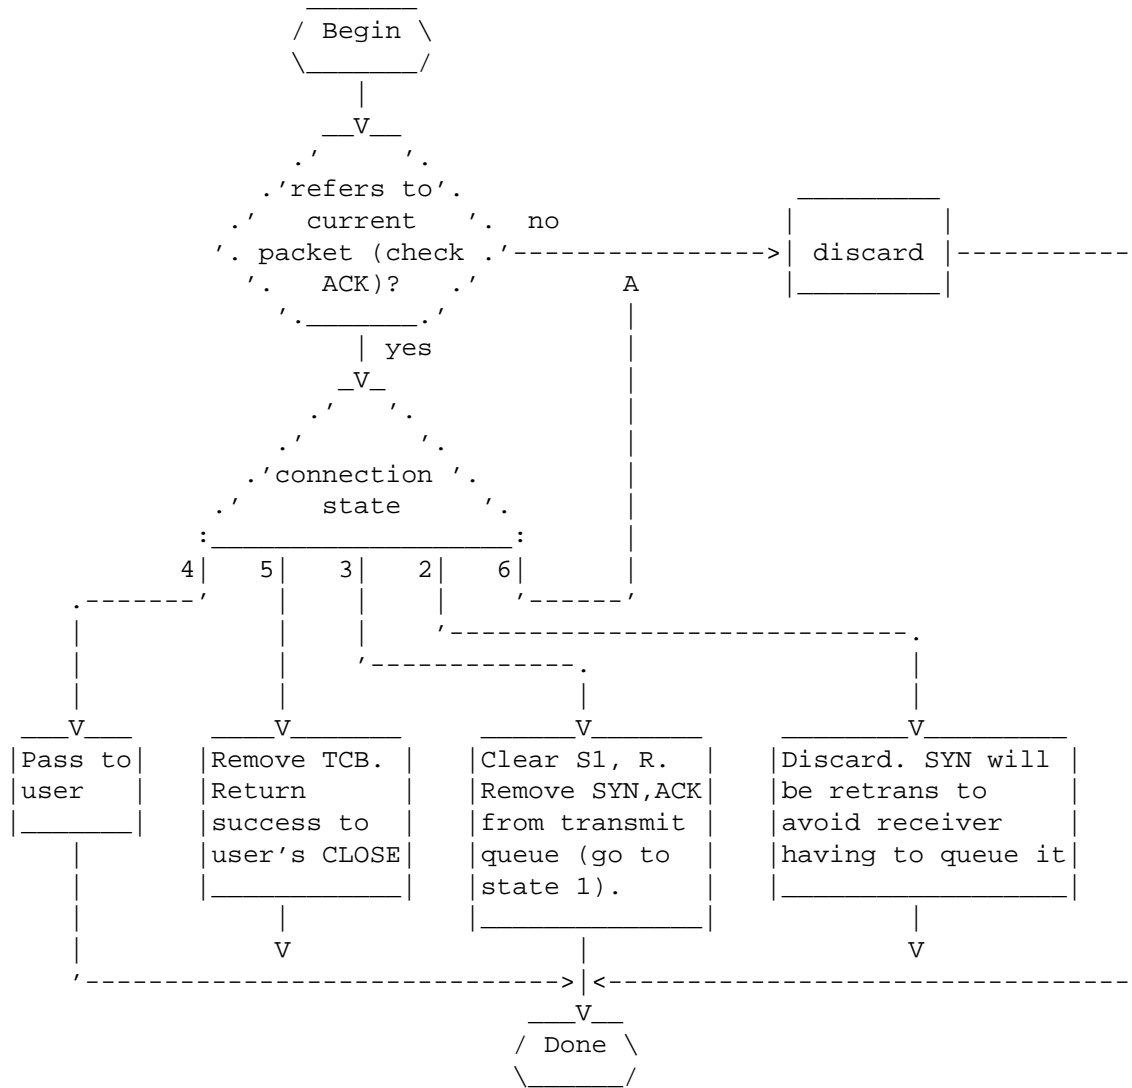 Begin
refers to
current no
packet (check discard
ACK)? A
yes
V
connection
state
4 5 3 2 6
V V V V
Pass to Remove TCB. Clear S1, R. Discard. SYN will
user Return Remove SYN,ACK be retrans to
success to from transmit avoid receiver
user's CLOSE queue (go to having to queue it
state 1).
V V
V
Done